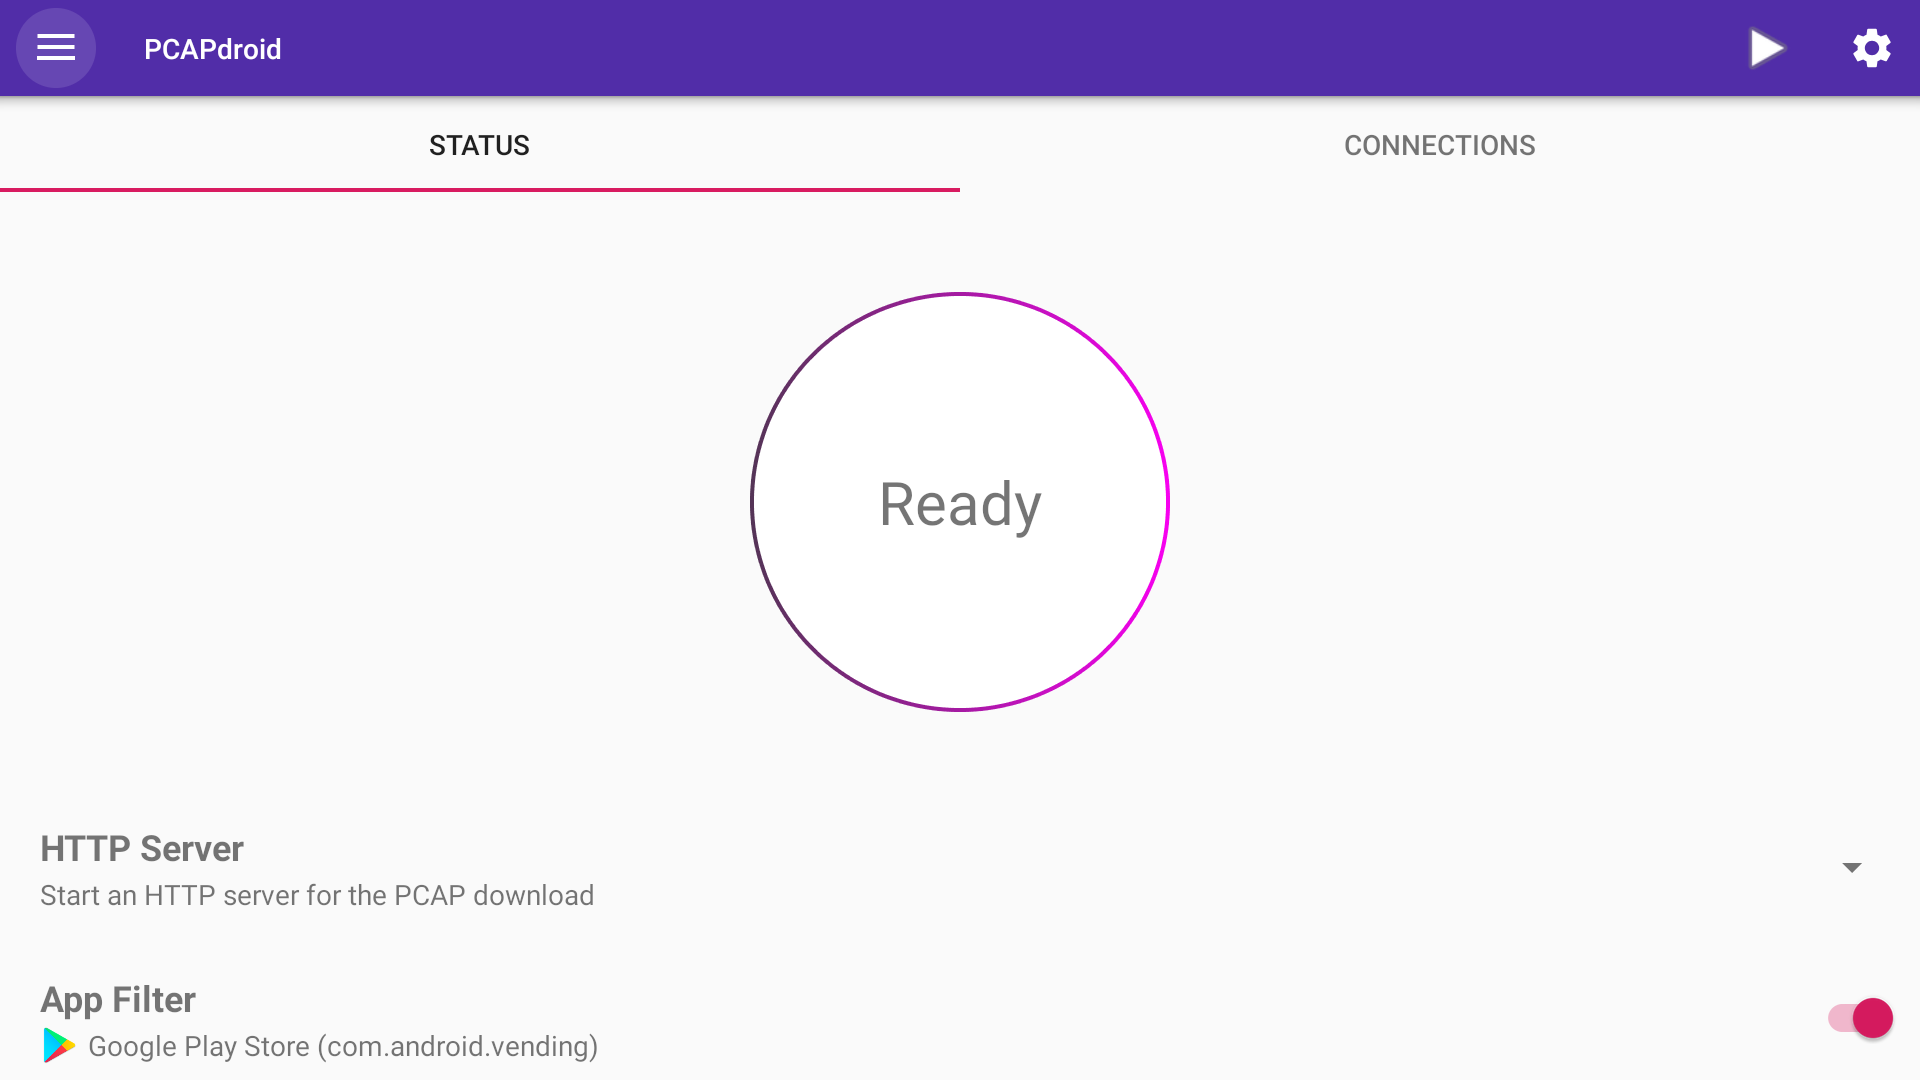 PCAPdroid
STATUS
CONNECTIONS
Ready
HTTP Server
Start an HTTP server for the PCAP download
App Filter
Google Play Store (com.android.vending)